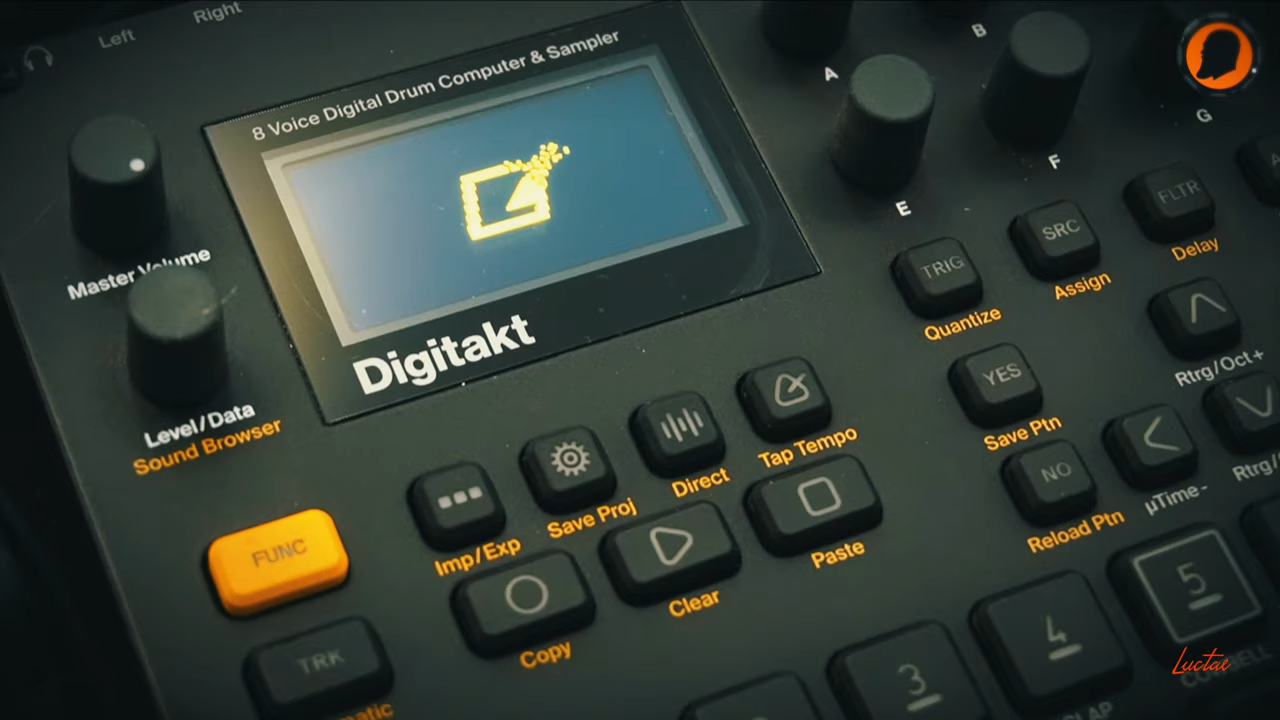 Left
Right
8 Voice Digital Drum Computer & Sampler
Digitakt
Master Volume
Level/Data
Sound Browser
A
B
E
F
G
TRIG
Quantize
SRC
Assign
FLTR
Delay
YES
Save Ptn
NO
Reload Ptn
Rtrg/Oct+
μTime-
Rtrg/
Imp/Exp
Save Proj
Direct
Tap Tempo
FUNC
Copy
Clear
Paste
TRK
3
4
5
Luctae